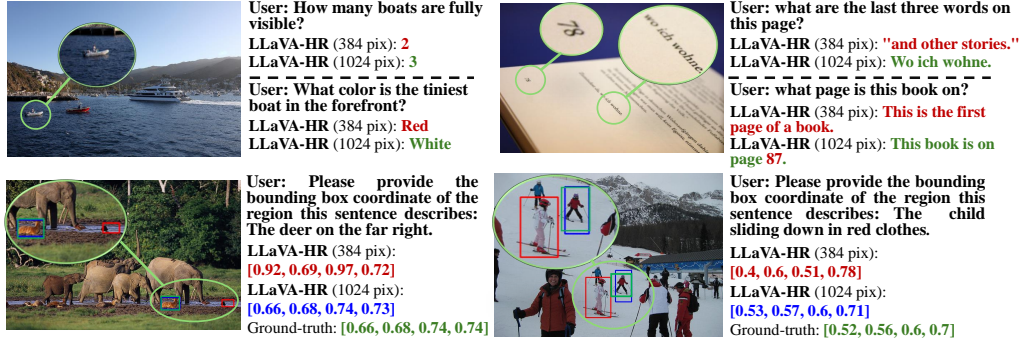 User: How many boats are fully
visible?
LLaVA-HR (384 pix): 2
LLaVA-HR (1024 pix): 3
User: What color is the tiniest
boat in the forefront?
LLaVA-HR (384 pix): Red
LLaVA-HR (1024 pix): White
78
wo ich wohne.
User: what are the last three words on
this page?
LLaVA-HR (384 pix): "and other stories."
LLaVA-HR (1024 pix): Wo ich wohne.
User: what page is this book on?
LLaVA-HR (384 pix): This is the first
page of a book.
LLaVA-HR (1024 pix): This book is on
page 87.
User: Please provide the
bounding box coordinate of the
region this sentence describes:
The deer on the far right.
LLaVA-HR (384 pix):
[0.92, 0.69, 0.97, 0.72]
LLaVA-HR (1024 pix):
[0.66, 0.68, 0.74, 0.73]
Ground-truth: [0.66, 0.68, 0.74, 0.74]
User: Please provide the bounding
box coordinate of the region this
sentence describes: The child
sliding down in red clothes.
LLaVA-HR (384 pix):
[0.4, 0.6, 0.51, 0.78]
LLaVA-HR (1024 pix):
[0.53, 0.57, 0.6, 0.71]
Ground-truth: [0.52, 0.56, 0.6, 0.7]